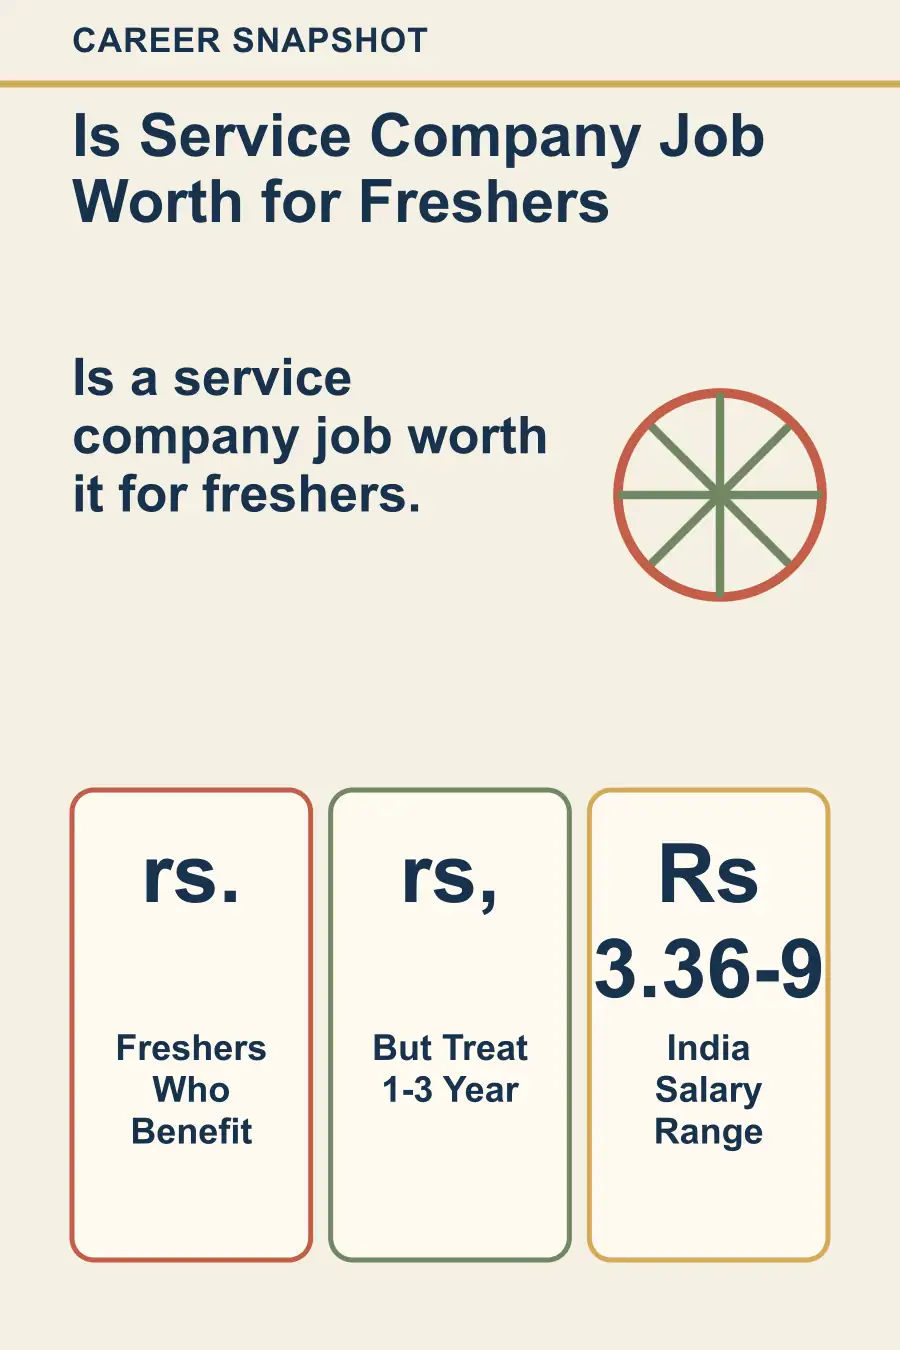 CAREER SNAPSHOT
Is Service Company Job
Worth for Freshers
Is a service
company job worth
it for freshers.
rs.
Freshers
Who
Benefit
rs,
But Treat
1-3 Year
Rs
3.36-9
India
Salary
Range